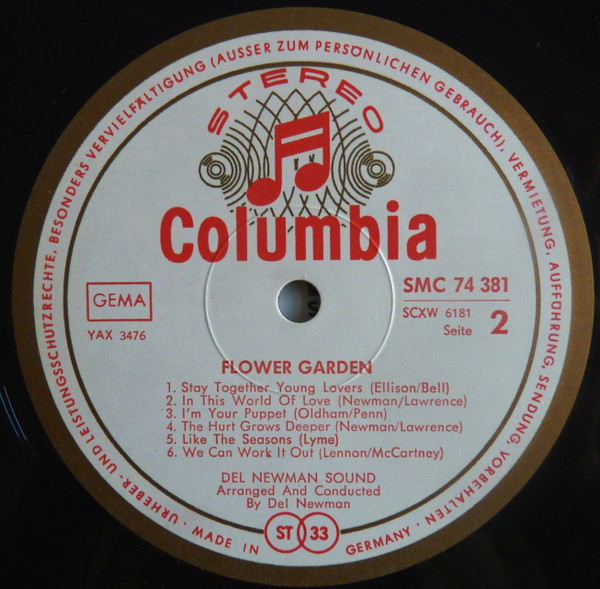 URHEBER- UND LEISTUNGSSCHUTZRECHTE, BESONDERS VERVIELFÄLTIGUNG (AUSSER ZUM PERSÖNLICHEN GEBRAUCH), VERMIETUNG, AUFFÜHRUNG, SENDUNG, VORBEHALTEN ·
STEREO
Columbia
GEMA
YAX 3476
SMC 74 381
SCXW 6181
Seite 2
FLOWER GARDEN
1. Stay Together Young Lovers (Ellison/Bell)
2. In This World Of Love (Newman/Lawrence)
3. I'm Your Puppet (Oldham/Penn)
4. The Hurt Grows Deeper (Newman/Lawrence)
5. Like The Seasons (Lyme)
6. We Can Work It Out (Lennon/McCartney)
DEL NEWMAN SOUND
Arranged And Conducted
By Del Newman
· MADE IN ST 33 GERMANY ·